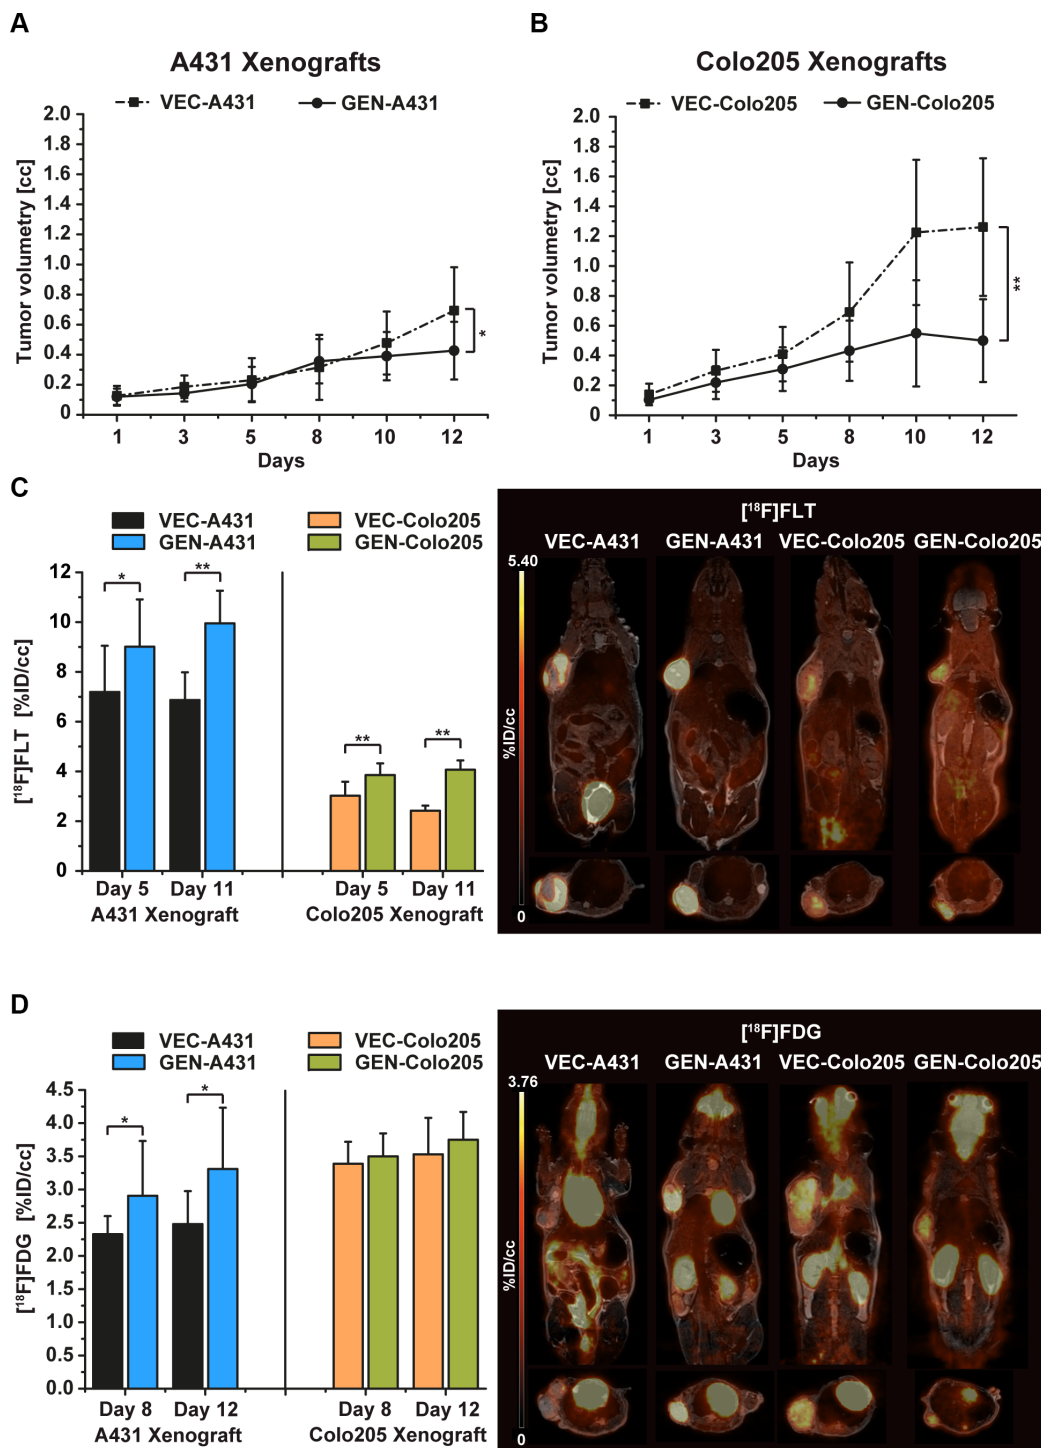 A
B
A431 Xenografts
Colo205 Xenografts
VEC-A431 GEN-A431
VEC-Colo205 GEN-Colo205
Tumor volumetry [cc]
2.0
1.8
1.6
1.4
1.2
1.0
0.8
0.6
0.4
0.2
0
*
1 3 5 8 10 12
Days
Tumor volumetry [cc]
2.0
1.8
1.6
1.4
1.2
1.0
0.8
0.6
0.4
0.2
0
**
1 3 5 8 10 12
Days
C
VEC-A431
GEN-A431
VEC-Colo205
GEN-Colo205
[18F]FLT [%ID/cc]
12
10
8
6
4
2
0
* ** ** **
Day 5 Day 11 Day 5 Day 11
A431 Xenograft Colo205 Xenograft
[18F]FLT
VEC-A431 GEN-A431 VEC-Colo205 GEN-Colo205
5.40
%ID/cc
0
D
VEC-A431
GEN-A431
VEC-Colo205
GEN-Colo205
[18F]FDG [%ID/cc]
4.5
4.0
3.5
3.0
2.5
2.0
1.5
1.0
0.5
0.0
* *
Day 8 Day 12 Day 8 Day 12
A431 Xenograft Colo205 Xenograft
[18F]FDG
VEC-A431 GEN-A431 VEC-Colo205 GEN-Colo205
3.76
%ID/cc
0